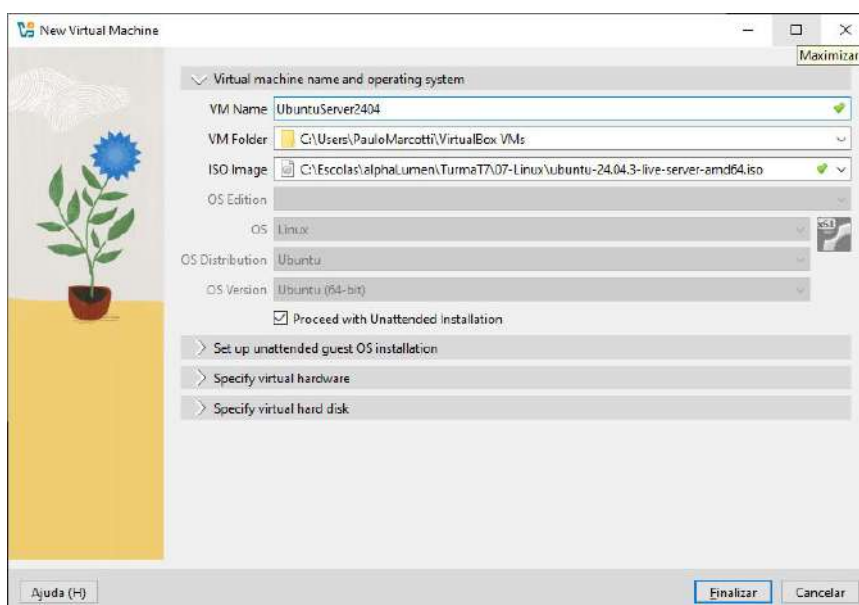 New Virtual Machine
Maximizar
Virtual machine name and operating system
VM Name UbuntuServer2404
VM Folder C:\Users\PauloMarcotti\VirtualBox VMs
ISO Image C:\Escolas\alphaLumen\TurmaT7\07-Linux\ubuntu-24.04.3-live-server-amd64.iso
OS Edition
OS Linux
OS Distribution Ubuntu
OS Version Ubuntu (64-bit)
Proceed with Unattended Installation
Set up unattended guest OS installation
Specify virtual hardware
Specify virtual hard disk
Ajuda (H) Finalizar Cancelar